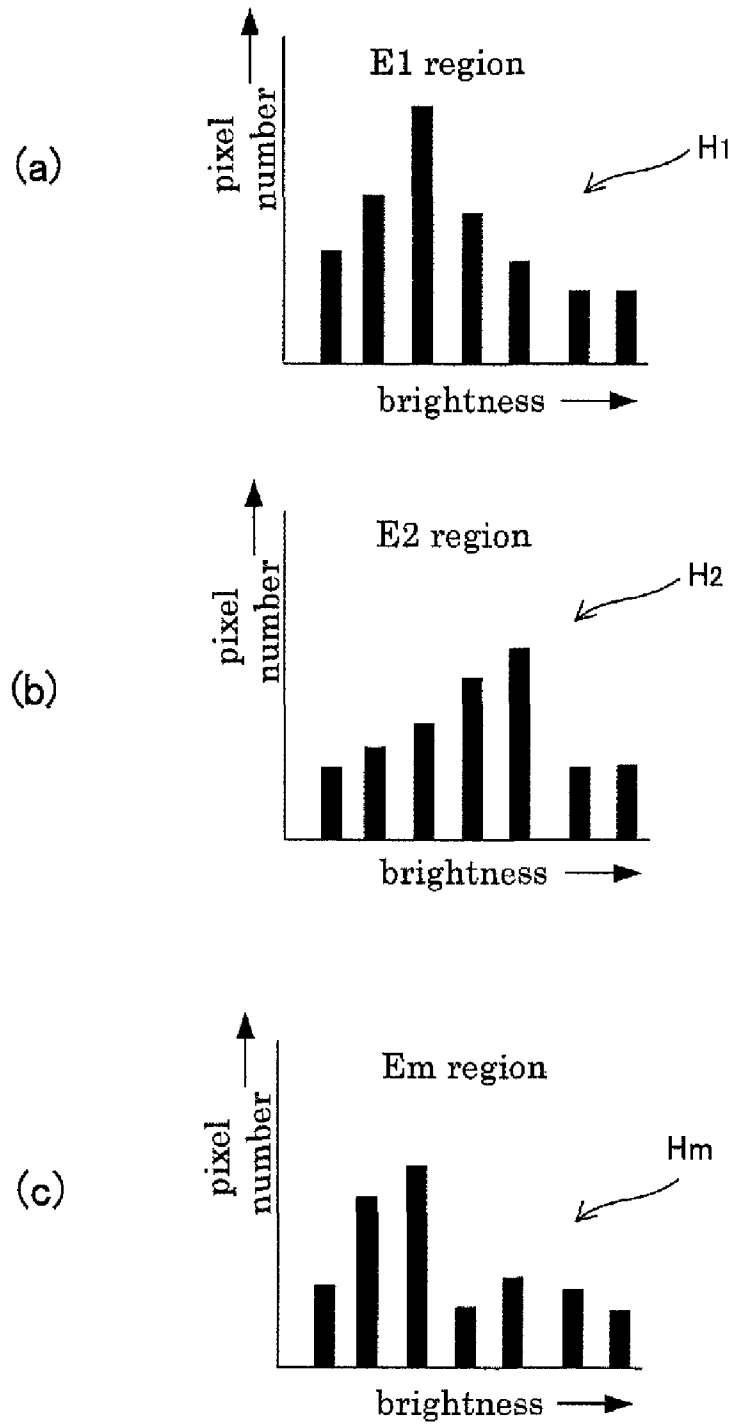 (a)
pixel
number
E1 region
H1
brightness
(b)
pixel
number
E2 region
H2
brightness
(c)
pixel
number
Em region
Hm
brightness